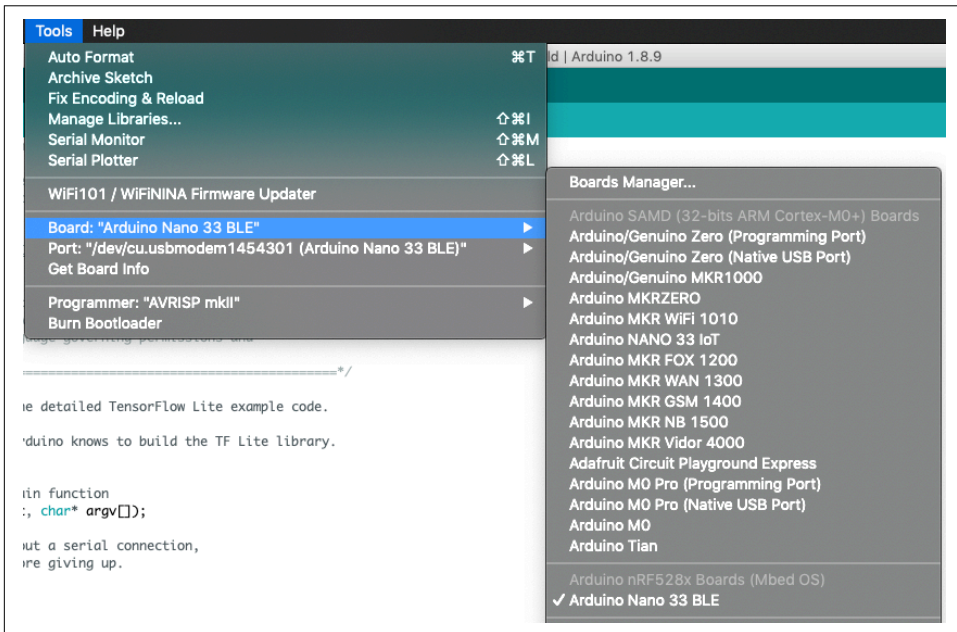 Tools Help
Auto Format ⌘T
ld | Arduino 1.8.9
Archive Sketch
Fix Encoding & Reload
Manage Libraries... ⇧⌘I
Serial Monitor ⇧⌘M
Serial Plotter ⇧⌘L
WiFi101 / WiFiNINA Firmware Updater
Board: "Arduino Nano 33 BLE"
Port: "/dev/cu.usbmodem1454301 (Arduino Nano 33 BLE)"
Get Board Info
Programmer: "AVRISP mkII"
Burn Bootloader
Boards Manager...
Arduino SAMD (32-bits ARM Cortex-M0+) Boards
Arduino/Genuino Zero (Programming Port)
Arduino/Genuino Zero (Native USB Port)
Arduino/Genuino MKR1000
Arduino MKRZERO
Arduino MKR WiFi 1010
Arduino NANO 33 IoT
Arduino MKR FOX 1200
Arduino MKR WAN 1300
Arduino MKR GSM 1400
Arduino MKR NB 1500
Arduino MKR Vidor 4000
Adafruit Circuit Playground Express
Arduino M0 Pro (Programming Port)
Arduino M0 Pro (Native USB Port)
Arduino M0
Arduino Tian
Arduino nRF528x Boards (Mbed OS)
✓ Arduino Nano 33 BLE
governing permissions and
==========================================*/
detailed TensorFlow Lite example code.
knows to build the TF Lite library.
function
, char* argv[]);
a serial connection,
giving up.